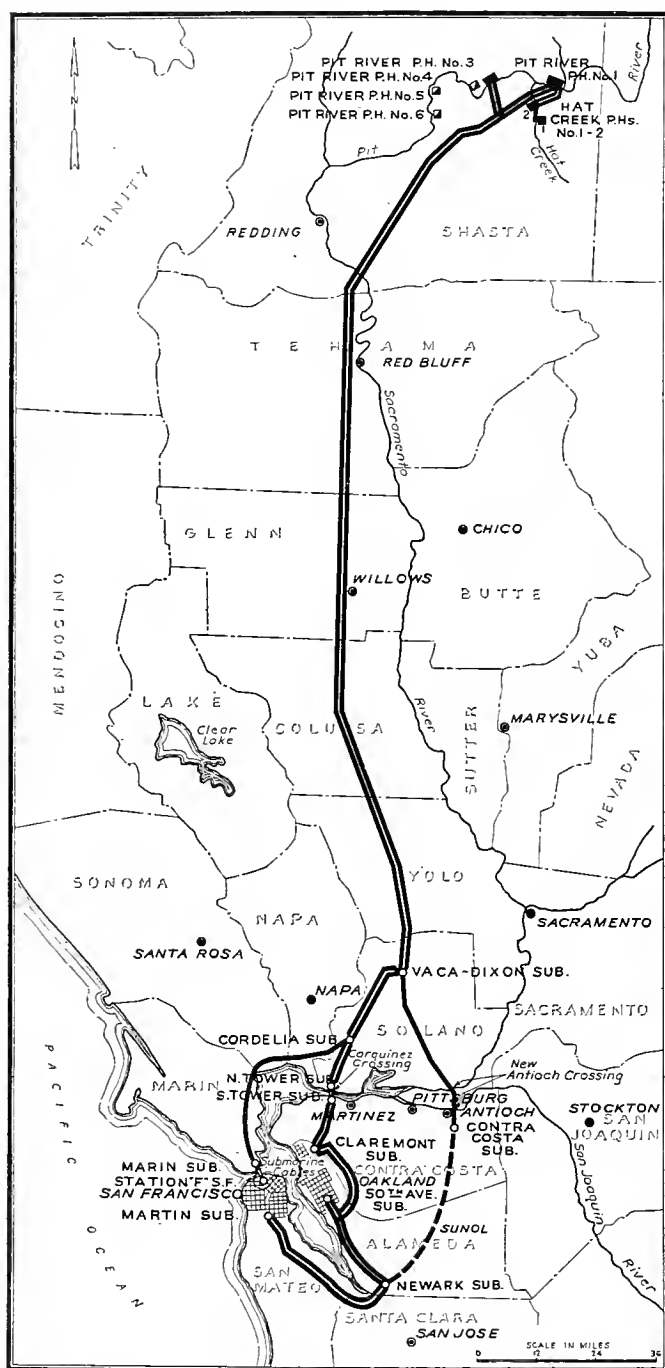 PIT RIVER P.H. No.3
PIT RIVER P.H. No.4
PIT RIVER P.H. No.5
PIT RIVER P.H. No.6
PIT RIVER
P.H. No.1
River
HAT
CREEK P.Hs.
No.1-2
2
1
Hat
Creek
Pit
River
TRINITY
REDDING
SHASTA
TEHAMA
RED BLUFF
Sacramento
GLENN
CHICO
WILLOWS
BUTTE
MENDOSINO
YUBA
LAKE
Clear
Lake
COLUSA
River
SUTTER
MARYSVILLE
NEVADA
SONOMA
YOLO
NAPA
SACRAMENTO
SANTA ROSA
VACA-DIXON SUB.
NAPA
SACRAMENTO
CORDELIA SUB.
SOLANO
PACIFIC
OCEAN
MARIN
Carquinez
Crossing
New
Antioch Crossing
N. TOWER SUB.
S. TOWER SUB.
MARTINEZ
PITTSBURG
ANTIOCH
STOCKTON
SAN
JOAQUIN
CONTRA
COSTA
SUB.
CLAREMONT
SUB.
CONTRA COSTA
Submarine
Cables
MARIN SUB.
STATION "F" S.F.
SAN FRANCISCO
MARTIN SUB.
OAKLAND
50TH AVE.
SUB.
San
Joaquin
River
SUNOL
ALAMEDA
SAN
MATEO
NEWARK SUB.
SANTA CLARA
SAN JOSE
SCALE IN MILES
0 12 24 36